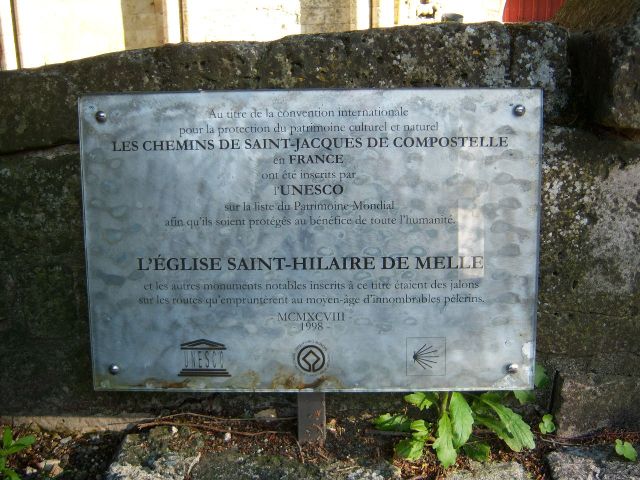 Au titre de la convention internationale
pour la protection du patrimoine culturel et naturel
LES CHEMINS DE SAINT-JACQUES DE COMPOSTELLE
en FRANCE
ont été inscrits par
l'UNESCO
sur la liste du Patrimoine Mondial
afin qu'ils soient protégés au bénéfice de toute l'humanité.
L'ÉGLISE SAINT-HILAIRE DE MELLE
et les autres monuments notables inscrits à ce titre étaient des jalons
sur les routes qu'empruntèrent au moyen-âge d'innombrables pèlerins.
-MCMXCVIII -
- 1998 -
UNESCO